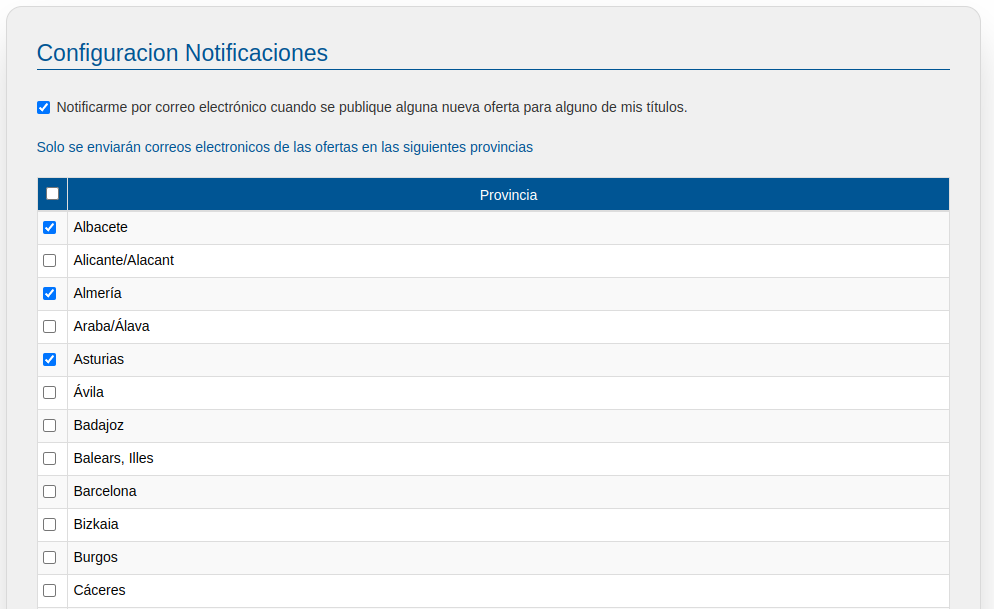 Configuracion Notificaciones
Notificarme por correo electrónico cuando se publique alguna nueva oferta para alguno de mis títulos.
Solo se enviarán correos electronicos de las ofertas en las siguientes provincias
Provincia
Albacete
Alicante/Alacant
Almería
Araba/Álava
Asturias
Ávila
Badajoz
Balears, Illes
Barcelona
Bizkaia
Burgos
Cáceres